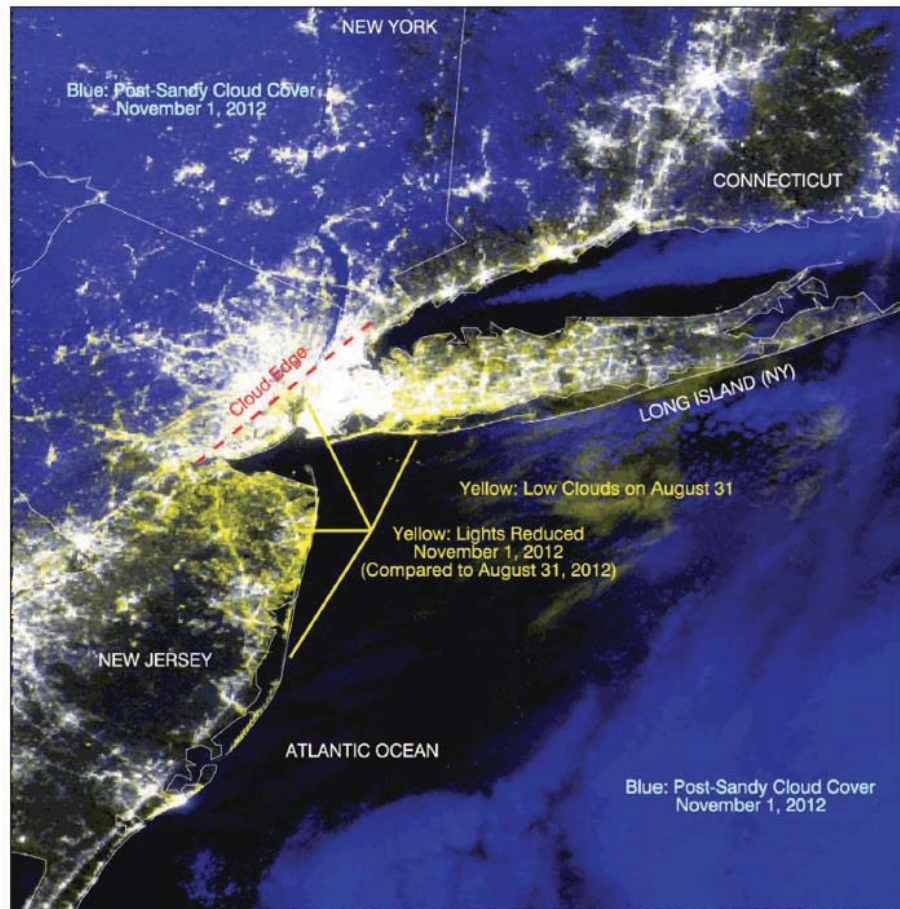 NEW YORK
Blue: Post-Sandy Cloud Cover
November 1, 2012
CONNECTICUT
Cloud Edge
LONG ISLAND (NY)
Yellow: Low Clouds on August 31
Yellow: Lights Reduced
November 1, 2012
(Compared to August 31, 2012)
NEW JERSEY
ATLANTIC OCEAN
Blue: Post-Sandy Cloud Cover
November 1, 2012